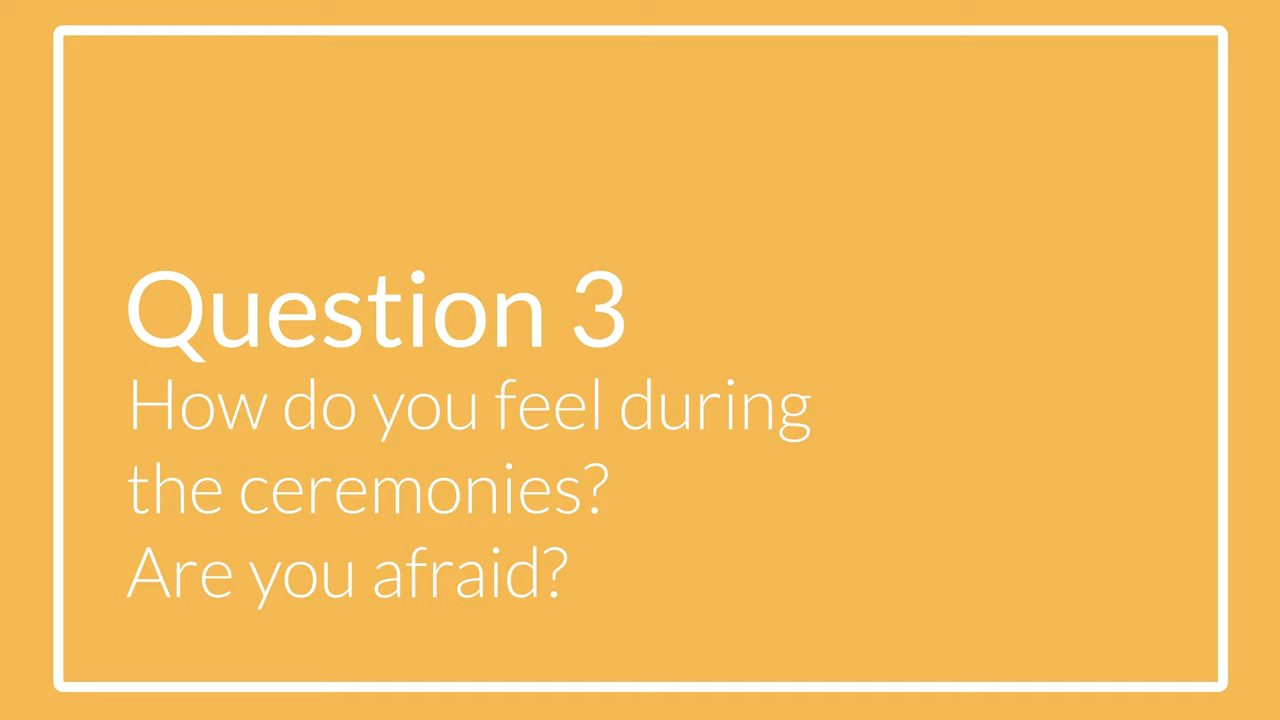 Question 3
How do you feel during
the ceremonies?
Are you afraid?